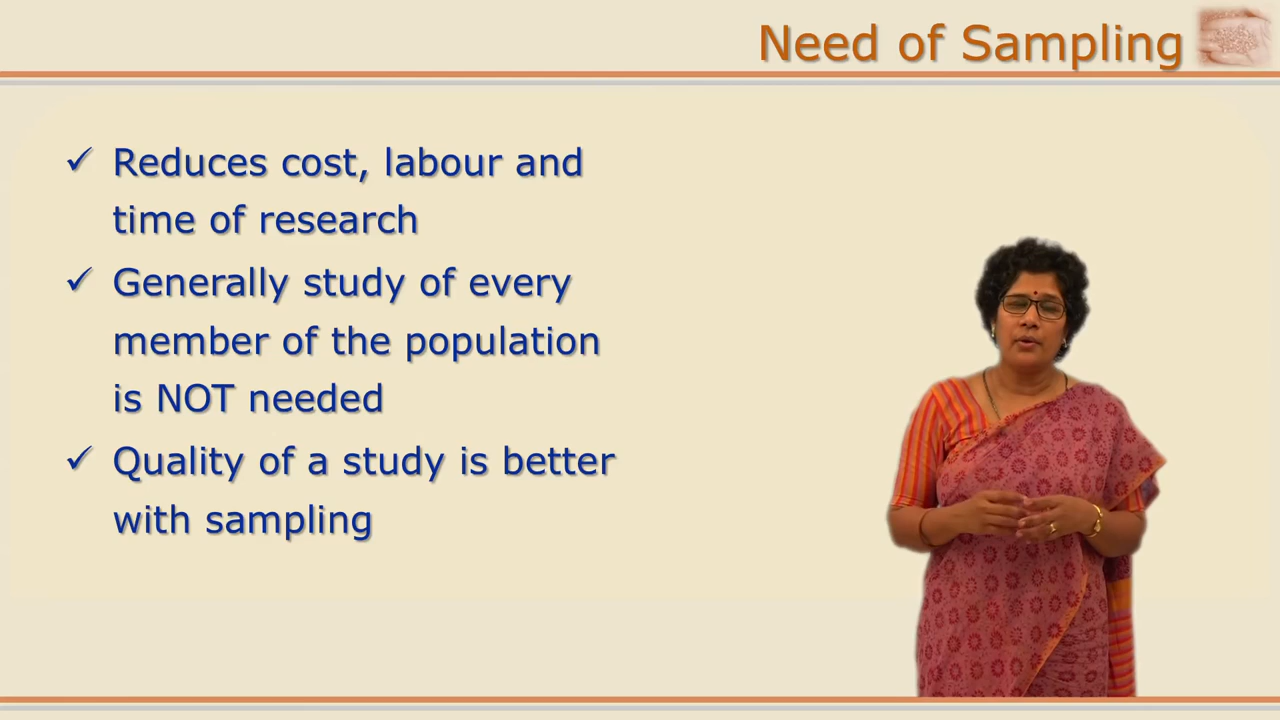 Need of Sampling
✓ Reduces cost, labour and
time of research
✓ Generally study of every
member of the population
is NOT needed
✓ Quality of a study is better
with sampling